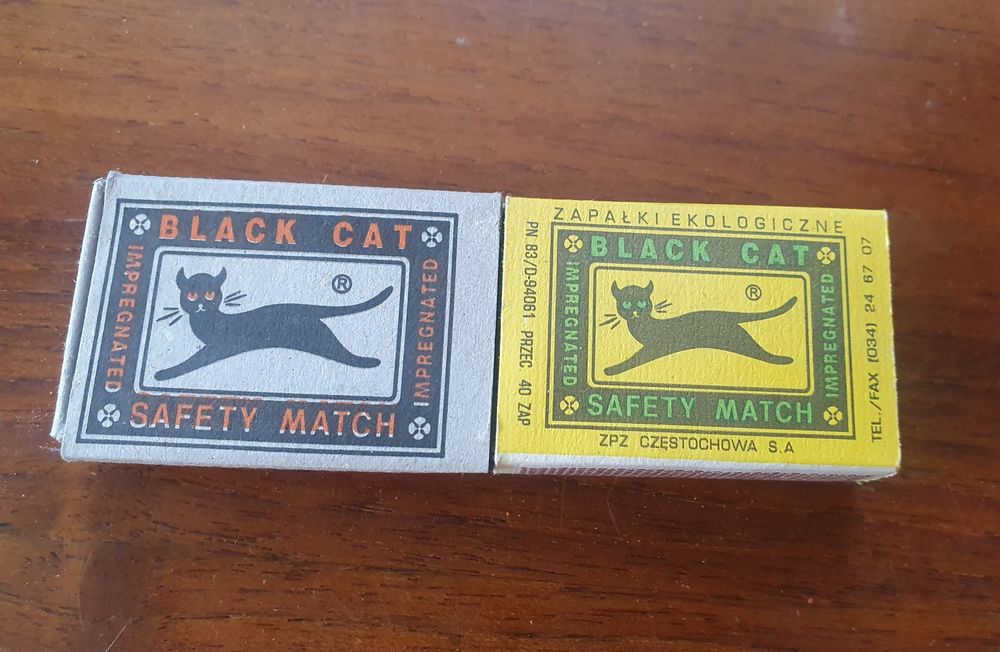 BLACK CAT
IMPREGNATED
®
IMPREGNATED
SAFETY MATCH
ZAPAŁKI EKOLOGICZNE
PN 83/D-94061 PRZEC. 40 ZAP
BLACK CAT
IMPREGNATED
®
IMPREGNATED
SAFETY MATCH
ZPZ CZĘSTOCHOWA S.A
TEL./FAX (034) 24 67 07